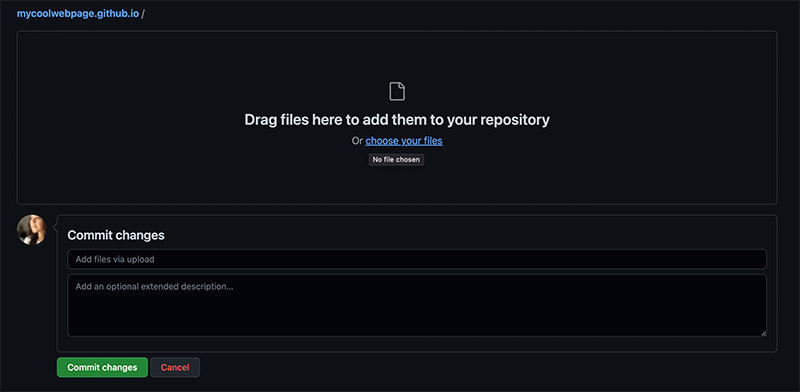 mycoolwebpage.github.io /
Drag files here to add them to your repository
Or choose your files
No file chosen
Commit changes
Add files via upload
Add an optional extended description...
Commit changes Cancel